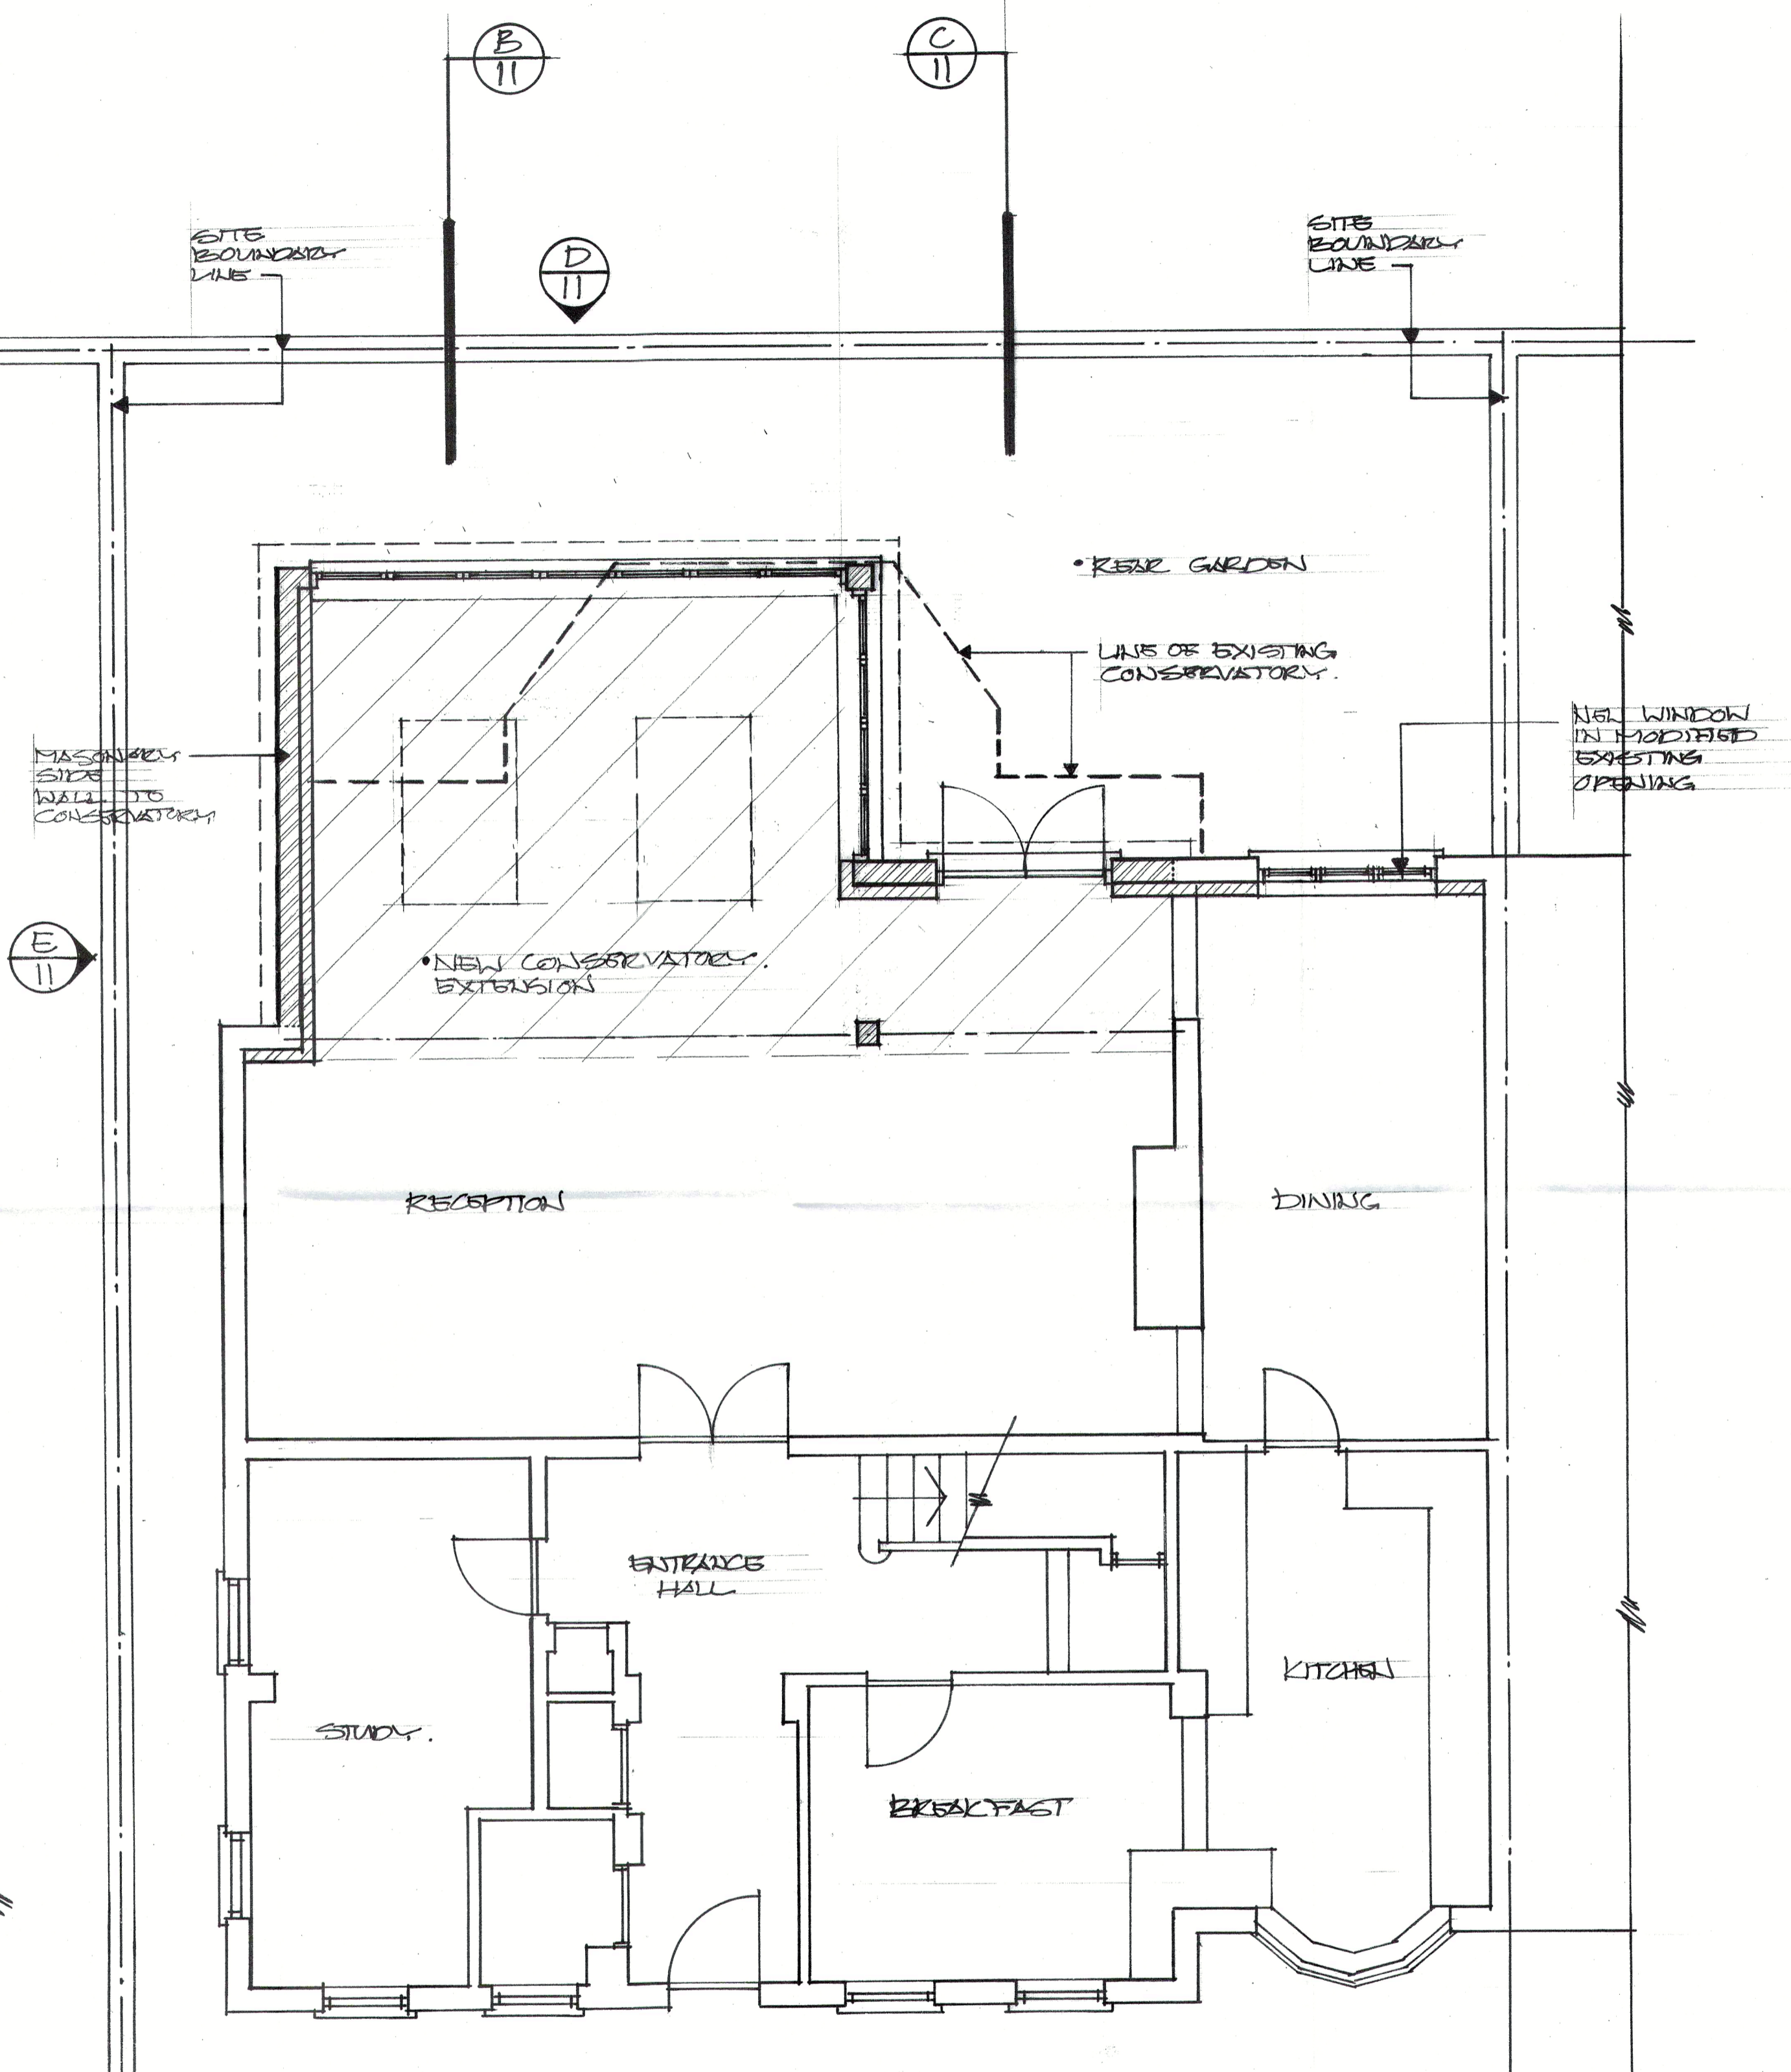 B
11
C
11
SITE
BOUNDARY
LINE
SITE
BOUNDARY
LINE
D
11
•REAR GARDEN
LINE OF EXISTING
CONSERVATORY.
NEW WINDOW
IN MODIFIED
EXISTING
OPENING
MASONARY
SIDE
WALL TO
CONSERVATORY
E
11
•NEW CONSERVATORY.
EXTENSION
RECEPTION
DINING
ENTRANCE
HALL
KITCHEN
STUDY.
BREAKFAST